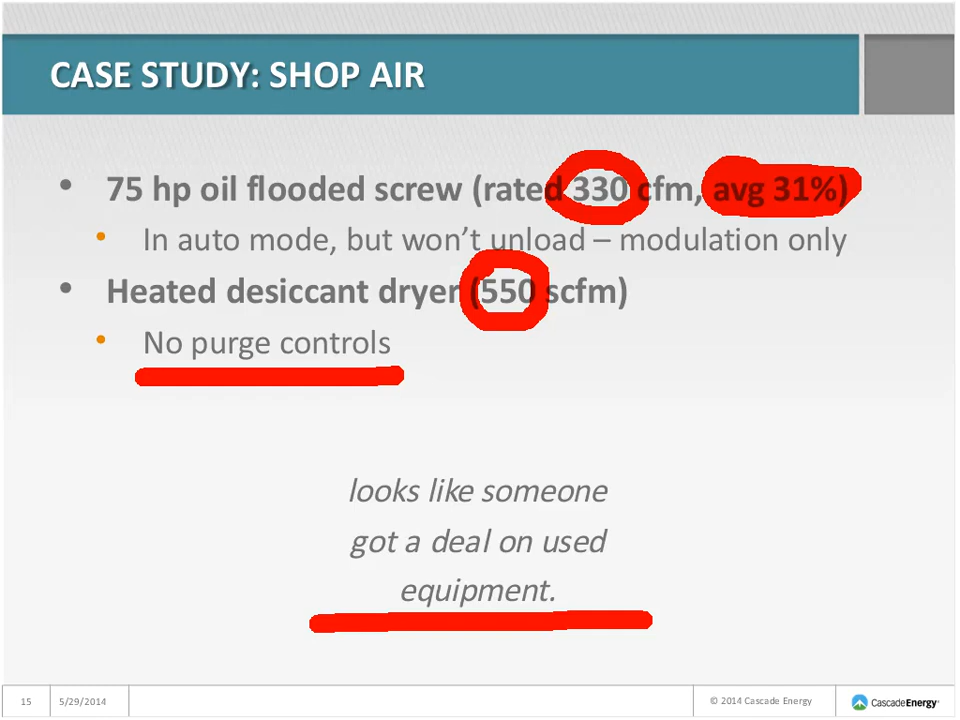 CASE STUDY: SHOP AIR
• 75 hp oil flooded screw (rated 330 cfm, avg 31%)
• In auto mode, but won’t unload – modulation only
• Heated desiccant dryer (550 scfm)
• No purge controls
looks like someone
got a deal on used
equipment.
15 5/29/2014 © 2014 Cascade Energy CascadeEnergy